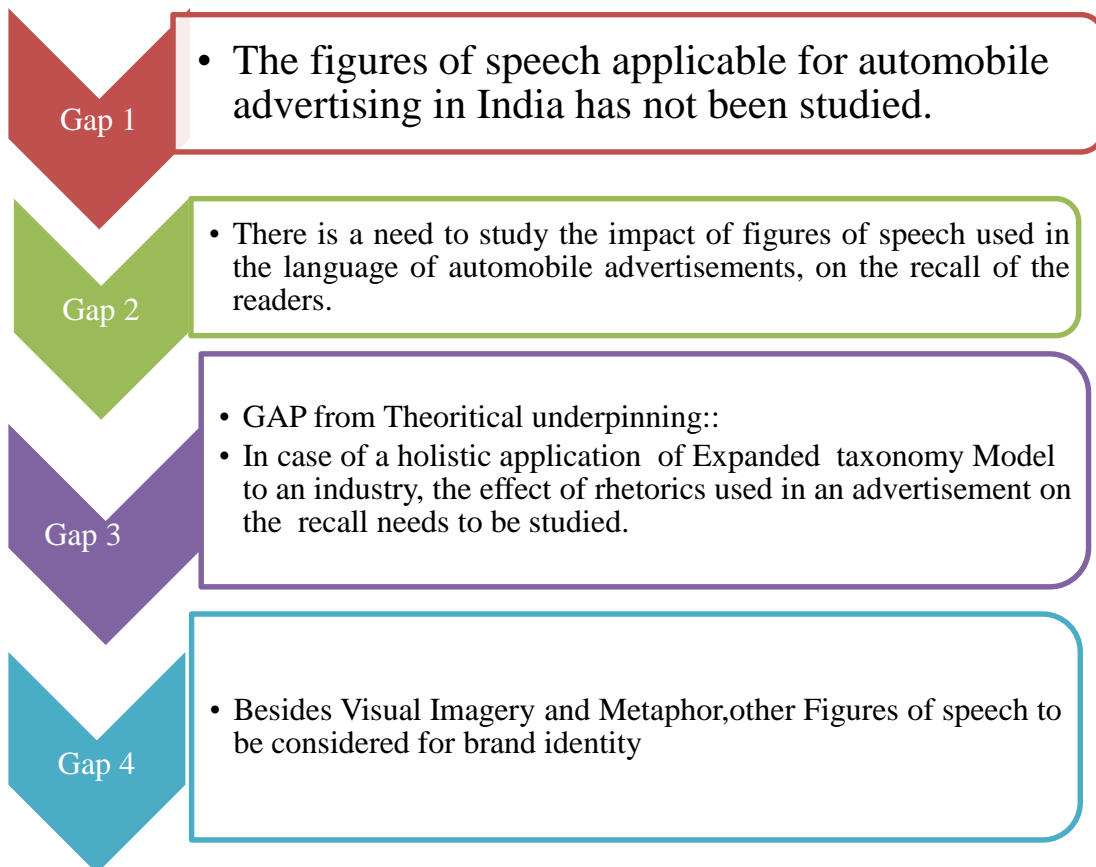 Gap 1
• The figures of speech applicable for automobile
advertising in India has not been studied.
Gap 2
• There is a need to study the impact of figures of speech used in
the language of automobile advertisements, on the recall of the
readers.
Gap 3
• GAP from Theoritical underpinning::
• In case of a holistic application of Expanded taxonomy Model
to an industry, the effect of rhetorics used in an advertisement on
the recall needs to be studied.
Gap 4
• Besides Visual Imagery and Metaphor,other Figures of speech to
be considered for brand identity